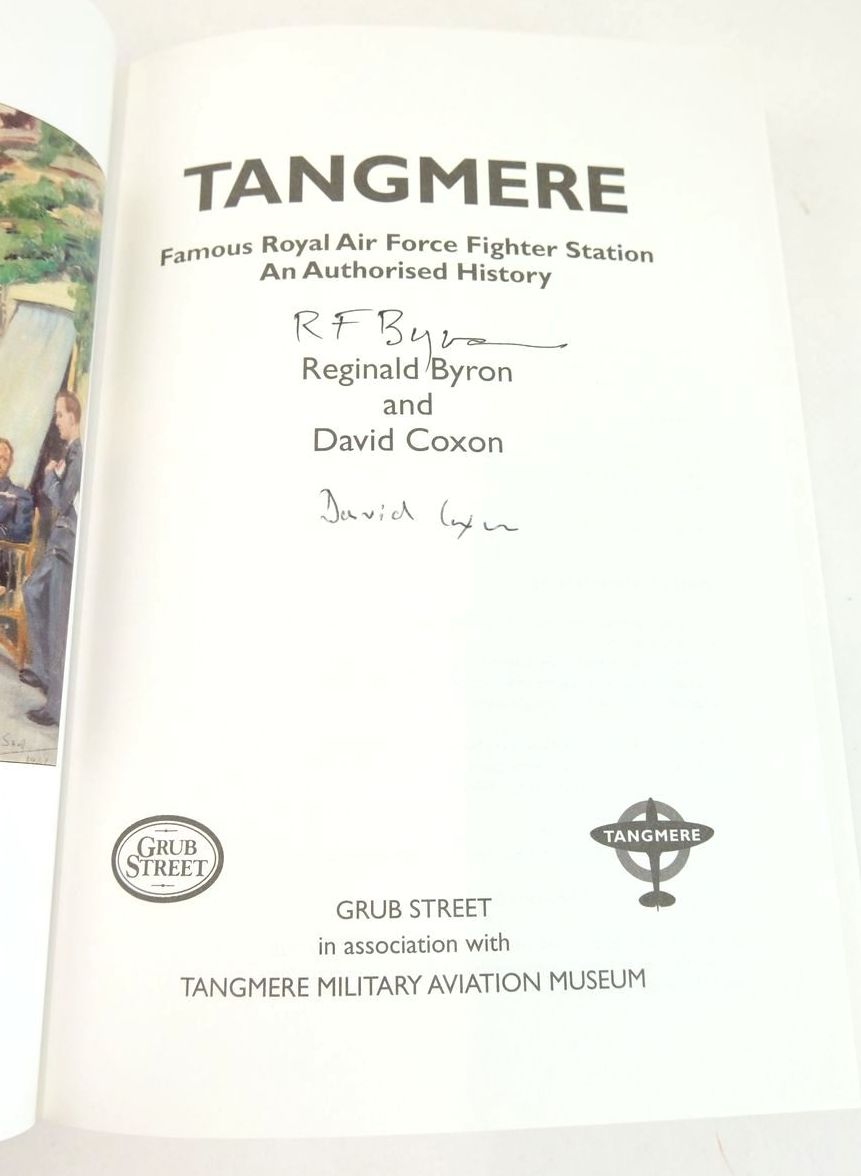 TANGMERE
Famous Royal Air Force Fighter Station
An Authorised History
R F Byron
Reginald Byron
and
David Coxon
David Coxon
GRUB
STREET
TANGMERE
GRUB STREET
in association with
TANGMERE MILITARY AVIATION MUSEUM